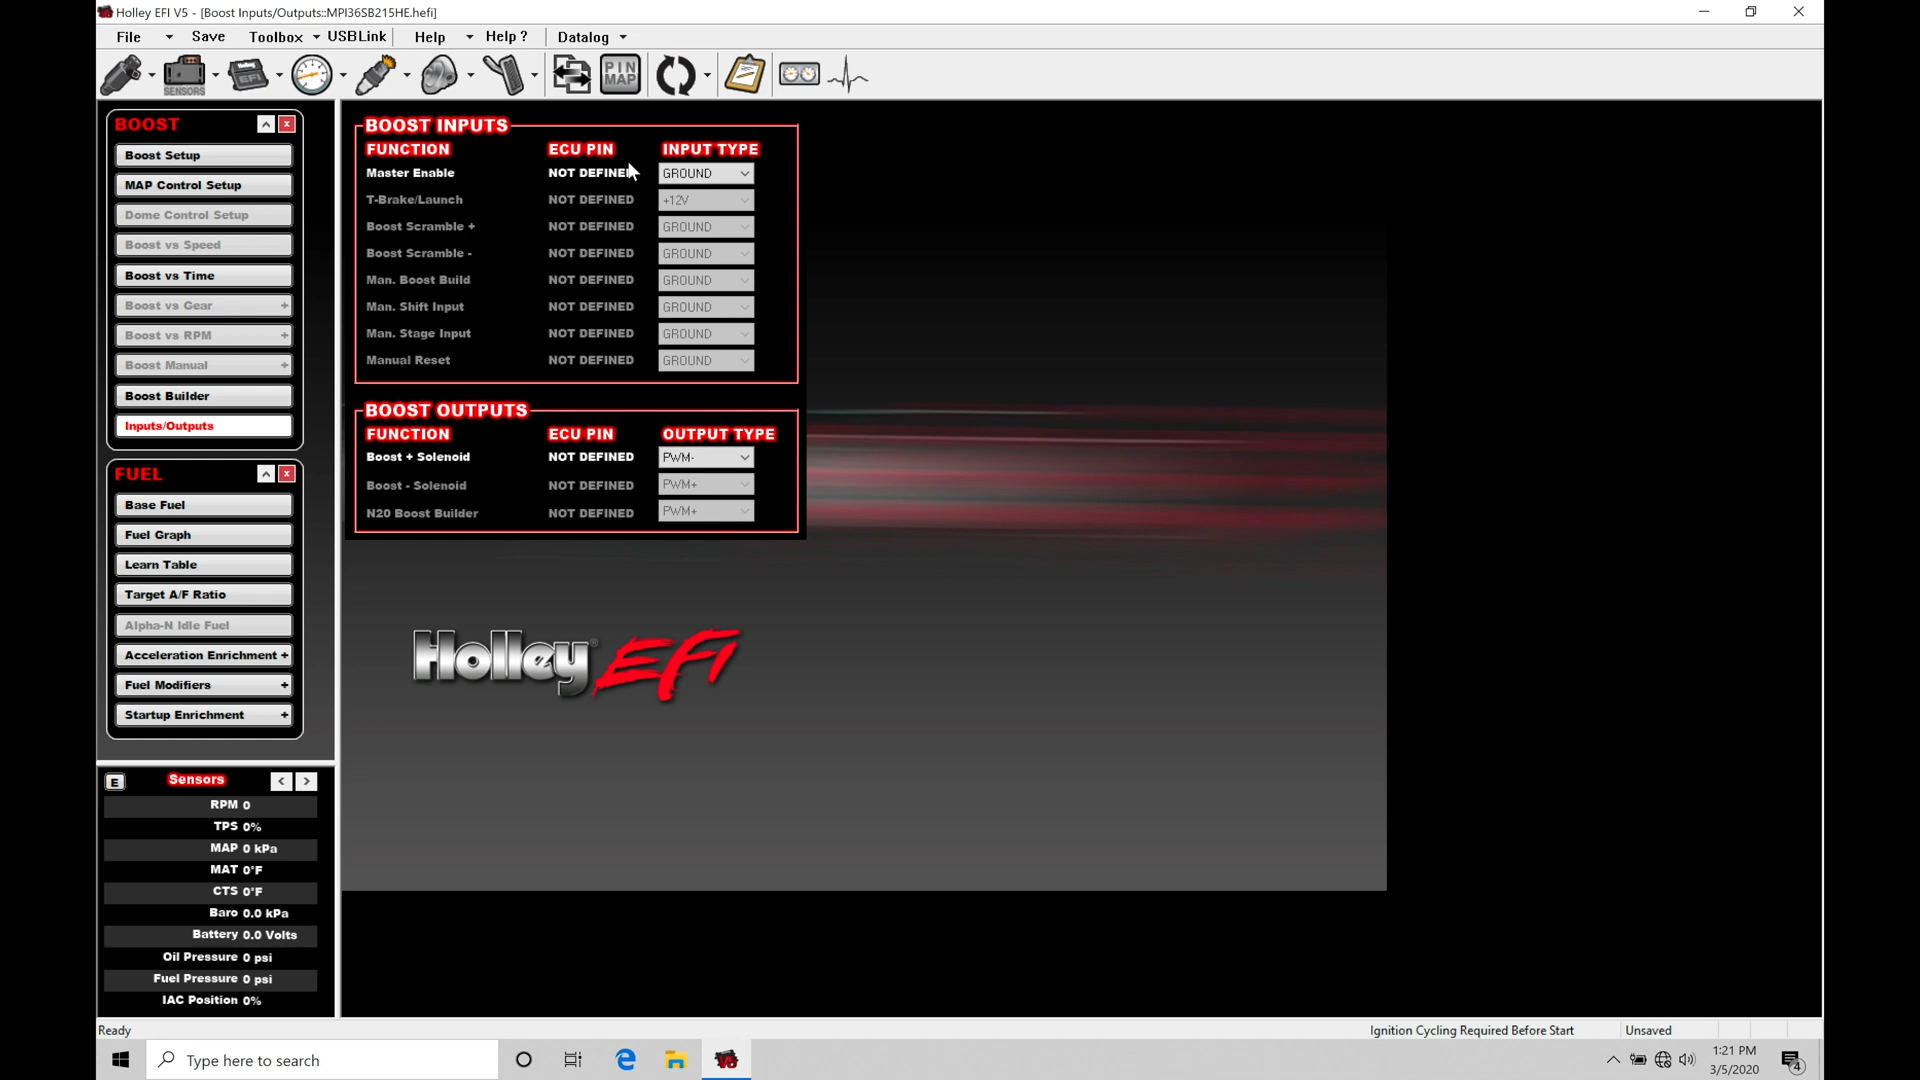 Holley EFI V5 - [Boost Inputs/Outputs::MPI36SB215HE.hefi]
File Save Toolbox USBLink Help Help ? Datalog
SENSORS EFI PIN MAP
BOOST
Boost Setup
MAP Control Setup
Dome Control Setup
Boost vs Speed
Boost vs Time
Boost vs Gear +
Boost vs RPM +
Boost Manual +
Boost Builder
Inputs/Outputs
FUEL
Base Fuel
Fuel Graph
Learn Table
Target A/F Ratio
Alpha-N Idle Fuel
Acceleration Enrichment +
Fuel Modifiers +
Startup Enrichment +
E Sensors < >
RPM 0
TPS 0%
MAP 0 kPa
MAT 0°F
CTS 0°F
Baro 0.0 kPa
Battery 0.0 Volts
Oil Pressure 0 psi
Fuel Pressure 0 psi
IAC Position 0%
BOOST INPUTS
FUNCTION ECU PIN INPUT TYPE
Master Enable NOT DEFINED GROUND
T-Brake/Launch NOT DEFINED +12V
Boost Scramble + NOT DEFINED GROUND
Boost Scramble - NOT DEFINED GROUND
Man. Boost Build NOT DEFINED GROUND
Man. Shift Input NOT DEFINED GROUND
Man. Stage Input NOT DEFINED GROUND
Manual Reset NOT DEFINED GROUND
BOOST OUTPUTS
FUNCTION ECU PIN OUTPUT TYPE
Boost + Solenoid NOT DEFINED PWM-
Boost - Solenoid NOT DEFINED PWM+
N20 Boost Builder NOT DEFINED PWM+
Holley® EFI
Ready Ignition Cycling Required Before Start Unsaved
Type here to search
V5
1:21 PM
3/5/2020
4